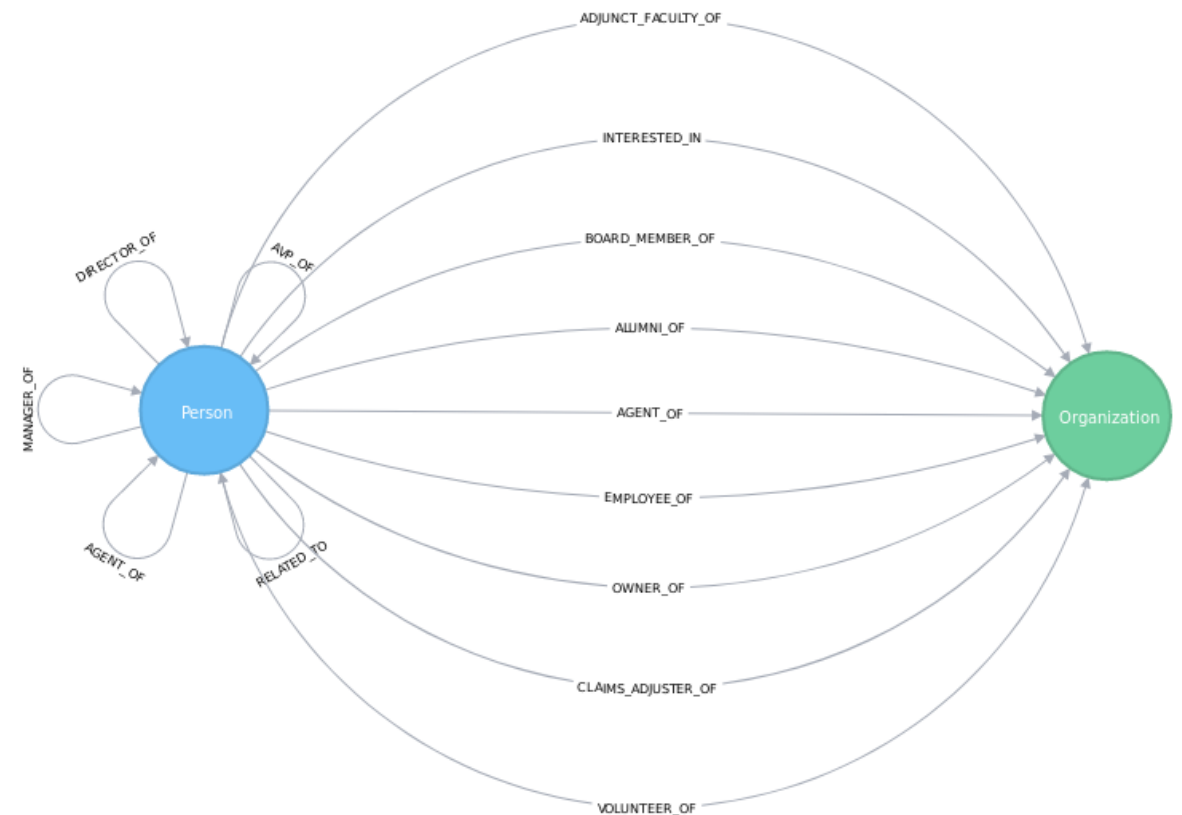 ADJUNCT_FACULTY_OF
INTERESTED_IN
BOARD_MEMBER_OF
DIRECTOR_OF
AVP_OF
ALUMNI_OF
MANAGER_OF
Person
AGENT_OF
Organization
EMPLOYEE_OF
AGENT_OF
RELATED_TO
OWNER_OF
CLAIMS_ADJUSTER_OF
VOLUNTEER_OF